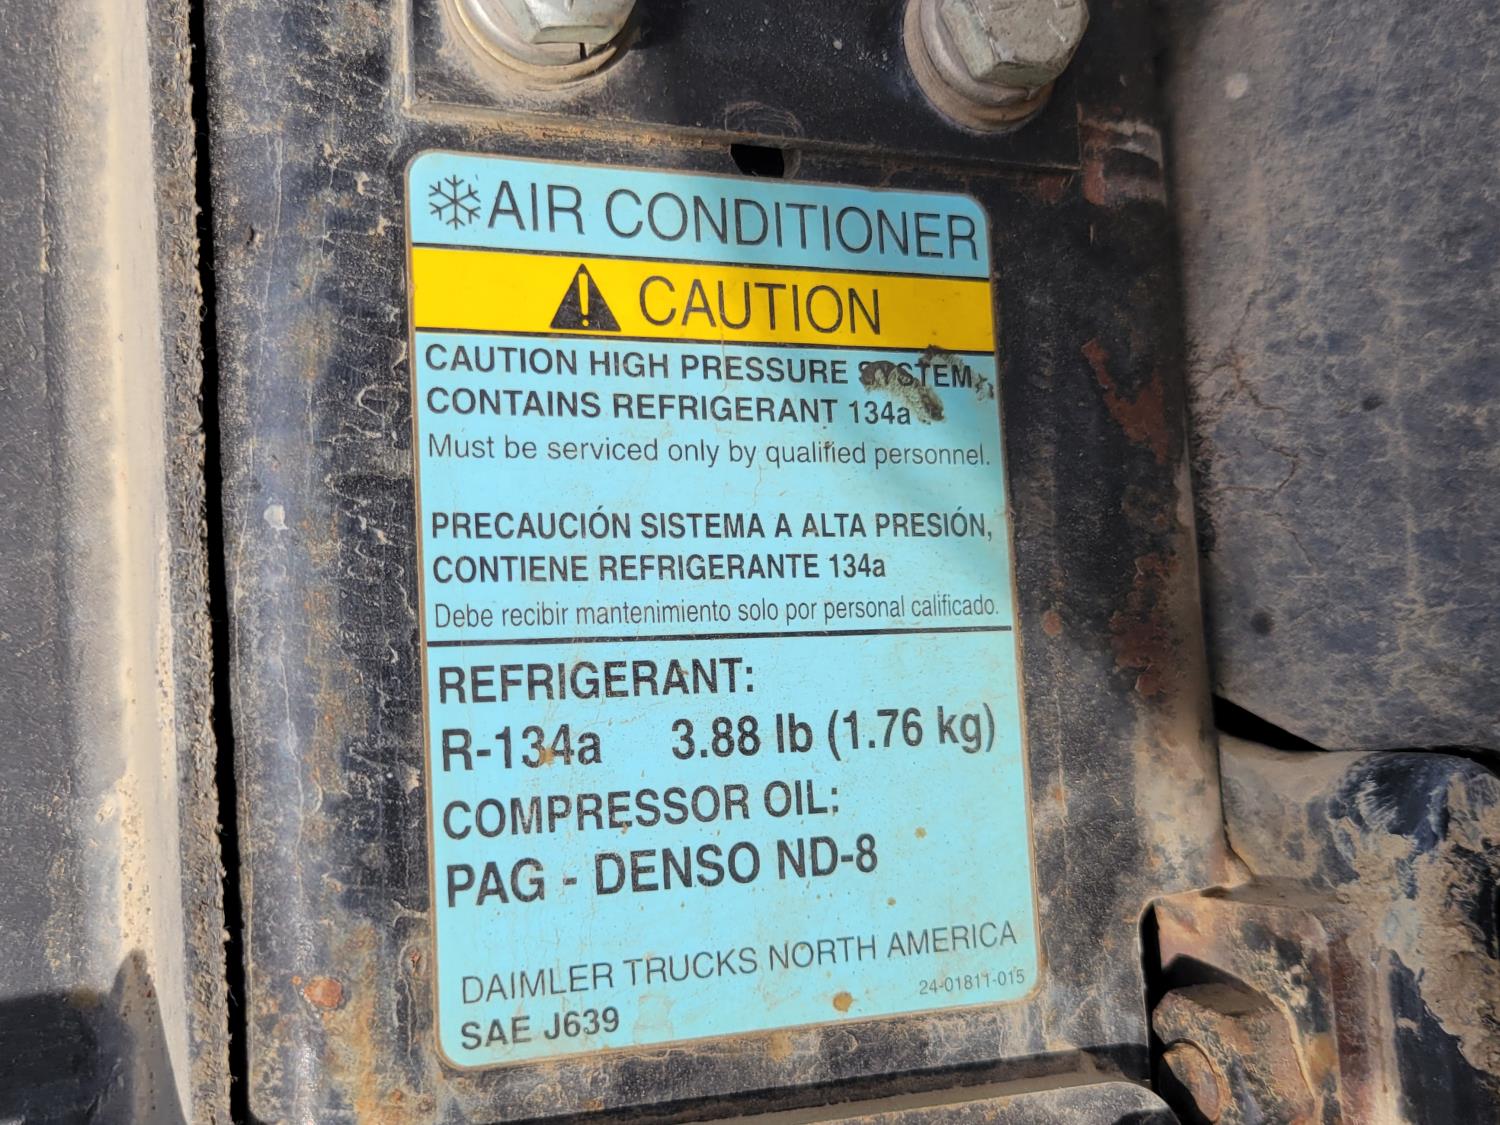 AIR CONDITIONER
CAUTION
CAUTION HIGH PRESSURE SYSTEM,
CONTAINS REFRIGERANT 134a
Must be serviced only by qualified personnel.
PRECAUCIÓN SISTEMA A ALTA PRESIÓN,
CONTIENE REFRIGERANTE 134a
Debe recibir mantenimiento solo por personal calificado.
REFRIGERANT:
R-134a 3.88 lb (1.76 kg)
COMPRESSOR OIL:
PAG - DENSO ND-8
DAIMLER TRUCKS NORTH AMERICA
24-01811-015
SAE J639